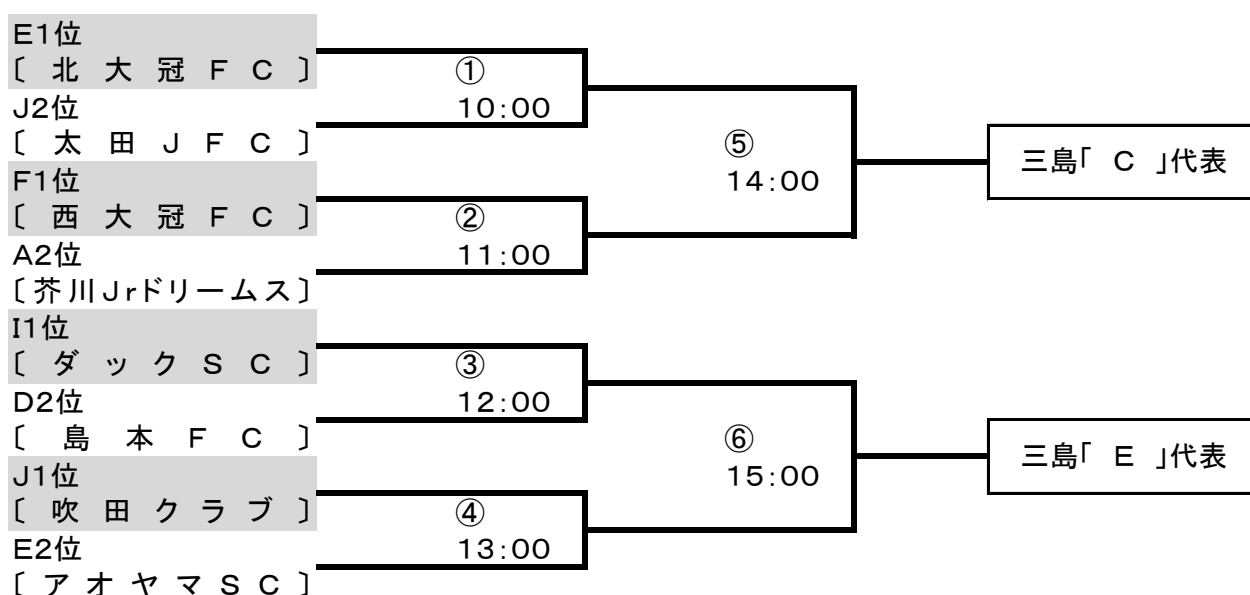 E1位
〔 北 大 冠 F C 〕
①
10:00
J2位
〔 太 田 J F C 〕
⑤
14:00
三島「 C 」代表
F1位
〔 西 大 冠 F C 〕
②
11:00
A2位
〔芥川Jrドリームス〕
I1位
〔 ダ ッ ク S C 〕
③
12:00
D2位
〔 島 本 F C 〕
⑥
15:00
三島「 E 」代表
J1位
〔 吹 田 ク ラ ブ 〕
④
13:00
E2位
〔 ア オ ヤ マ S C 〕